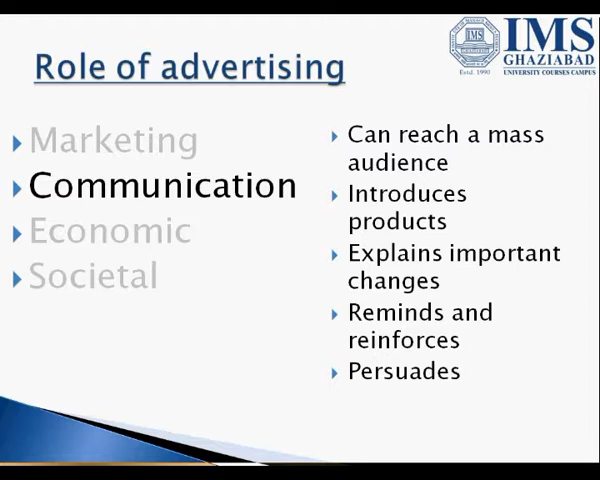 Role of advertising
IMS
GHAZIABAD
UNIVERSITY COURSES CAMPUS
Estd. 1990
Marketing
Communication
Economic
Societal
Can reach a mass
audience
Introduces
products
Explains important
changes
Reminds and
reinforces
Persuades